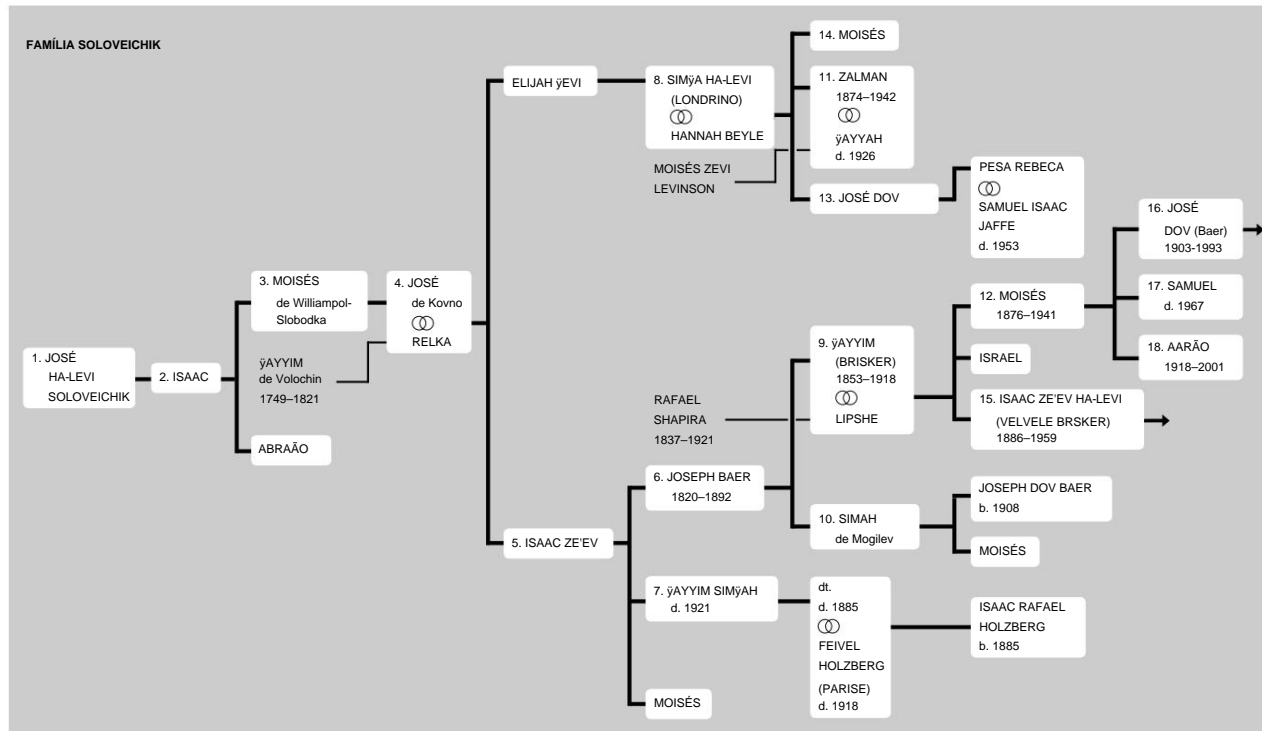 FAMÍLIA SOLOVEICHIK
1. JOSÉ
HA-LEVI
SOLOVEICHIK
2. ISAAC
3. MOISÉS
de Williampol-
Slobodka
ÿAYYIM
de Volochin
1749–1821
ABRAÃO
4. JOSÉ
de Kovno
RELKA
ELIJAH ÿEVI
5. ISAAC ZE'EV
8. SIMÿA HA-LEVI
(LONDRINO)
HANNAH BEYLE
MOISÉS ZEVI
LEVINSON
RAFAEL
SHAPIRA
1837–1921
6. JOSEPH BAER
1820–1892
7. ÿAYYIM SIMÿAH
d. 1921
MOISÉS
14. MOISÉS
11. ZALMAN
1874–1942
ÿAYYAH
d. 1926
13. JOSÉ DOV
9. ÿAYYIM
(BRISKER)
1853–1918
LIPSHE
10. SIMAH
de Mogilev
dt.
d. 1885
FEIVEL
HOLZBERG
(PARISE)
d. 1918
PESA REBECA
SAMUEL ISAAC
JAFFE
d. 1953
12. MOISÉS
1876–1941
ISRAEL
15. ISAAC ZE'EV HA-LEVI
(VELVELE BRSKER)
1886–1959
JOSEPH DOV BAER
b. 1908
MOISÉS
ISAAC RAFAEL
HOLZBERG
b. 1885
16. JOSÉ
DOV (Baer)
1903-1993
17. SAMUEL
d. 1967
18. AARÃO
1918–2001